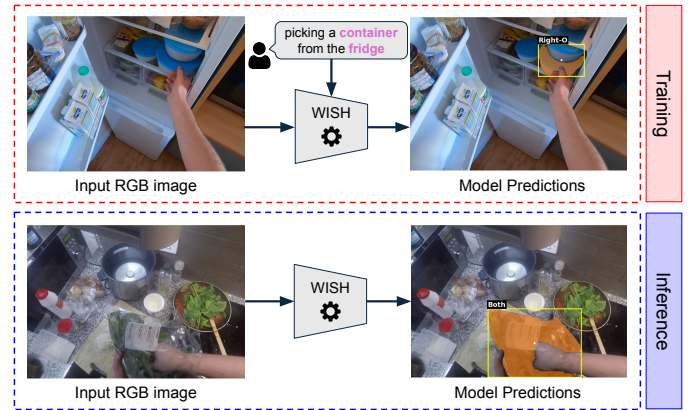 picking a container
from the fridge
Right-O
WISH
Input RGB image
Model Predictions
Training
Both
WISH
Input RGB image
Model Predictions
Inference